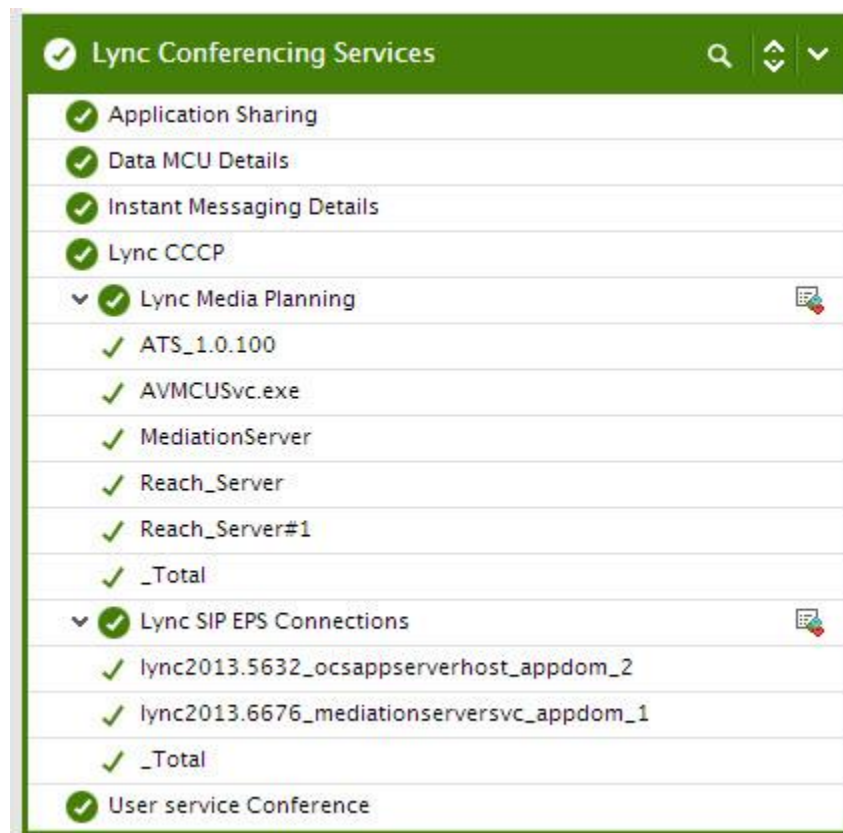 Lync Conferencing Services
Application Sharing
Data MCU Details
Instant Messaging Details
Lync CCCP
Lync Media Planning
ATS_1.0.100
AVMCUSvc.exe
MediationServer
Reach_Server
Reach_Server#1
_Total
Lync SIP EPS Connections
lync2013.5632_ocsappserverhost_appdom_2
lync2013.6676_mediationserversvc_appdom_1
_Total
User service Conference